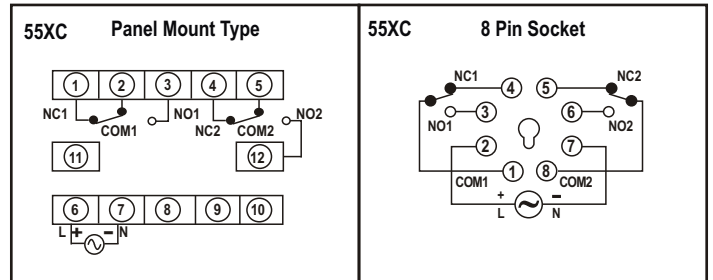 55XC Panel Mount Type
1 2 3 4 5
NC1 COM1 NO1 NC2 COM2 NO2
11 12
6 7 8 9 10
L + − N
55XC 8 Pin Socket
NC1 4 5 NC2
NO1 3 6 NO2
2 7
COM1 1 8 COM2
+ −
L N